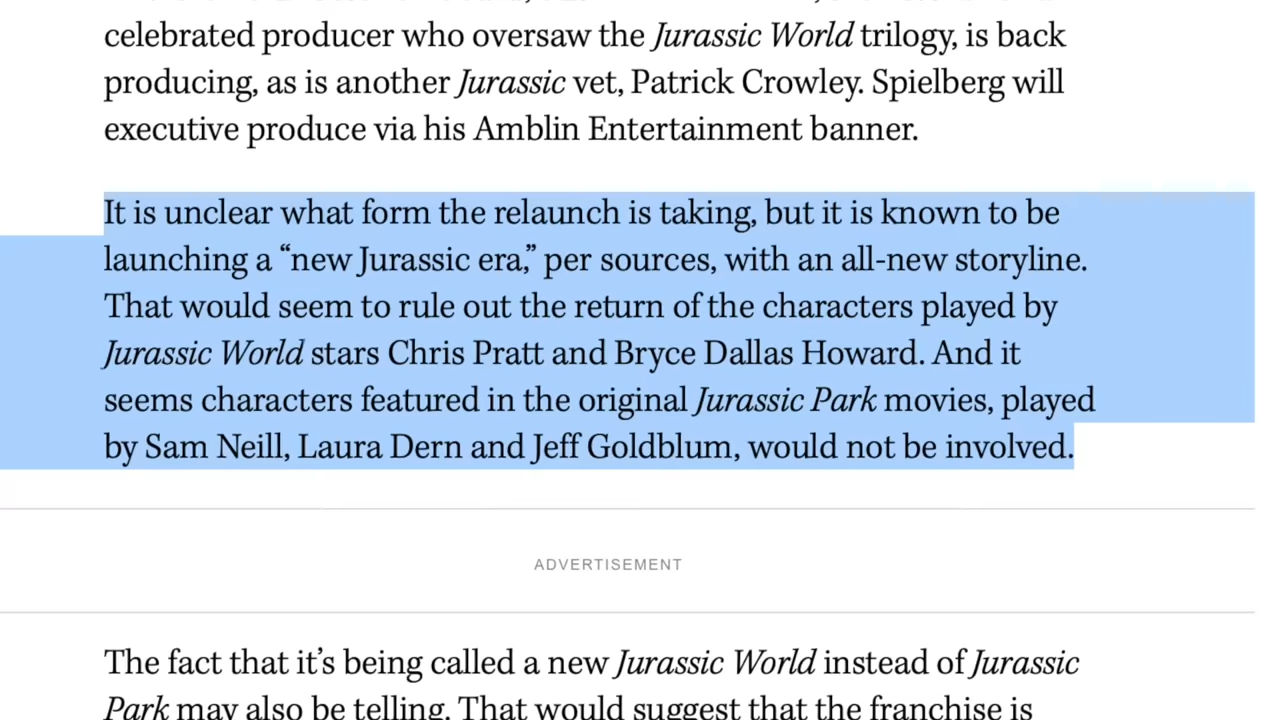 celebrated producer who oversaw the Jurassic World trilogy, is back
producing, as is another Jurassic vet, Patrick Crowley. Spielberg will
executive produce via his Amblin Entertainment banner.
It is unclear what form the relaunch is taking, but it is known to be
launching a “new Jurassic era,” per sources, with an all-new storyline.
That would seem to rule out the return of the characters played by
Jurassic World stars Chris Pratt and Bryce Dallas Howard. And it
seems characters featured in the original Jurassic Park movies, played
by Sam Neill, Laura Dern and Jeff Goldblum, would not be involved.
ADVERTISEMENT
The fact that it’s being called a new Jurassic World instead of Jurassic
Park may also be telling. That would suggest that the franchise is